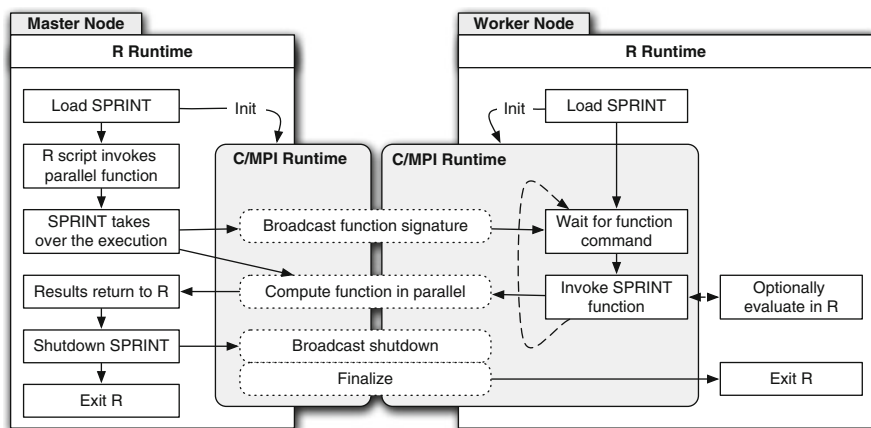 Master Node
R Runtime
Load SPRINT
Init
R script invokes
parallel function
SPRINT takes
over the execution
Results return to R
Shutdown SPRINT
Exit R
C/MPI Runtime
C/MPI Runtime
Broadcast function signature
Compute function in parallel
Broadcast shutdown
Finalize
Worker Node
R Runtime
Init
Load SPRINT
Wait for function
command
Invoke SPRINT
function
Optionally
evaluate in R
Exit R